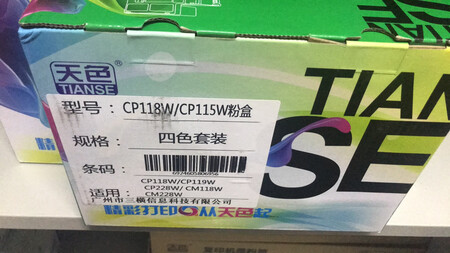 天色
TIANSE
TIAN
SE
型号: CP118W/CP115W粉盒
规格: 四色套装
条码:
CP118W/CP119W
CP228W/CM118W
适用: CM228W
广州市三横信息科技有限公司
精彩打印从天色起